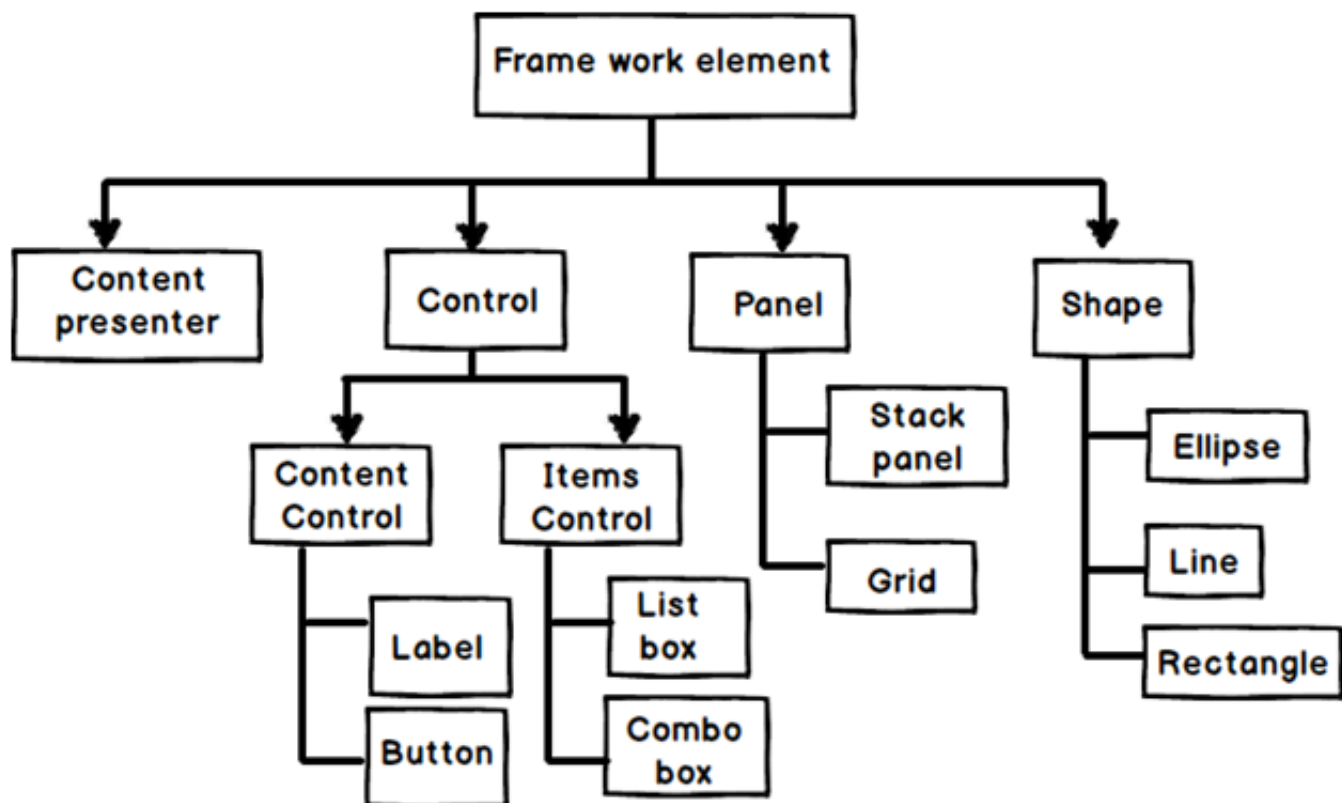 Frame work element
Content
presenter
Control
Panel
Shape
Content
Control
Items
Control
Stack
panel
Grid
Ellipse
Line
Rectangle
Label
Button
List
box
Combo
box